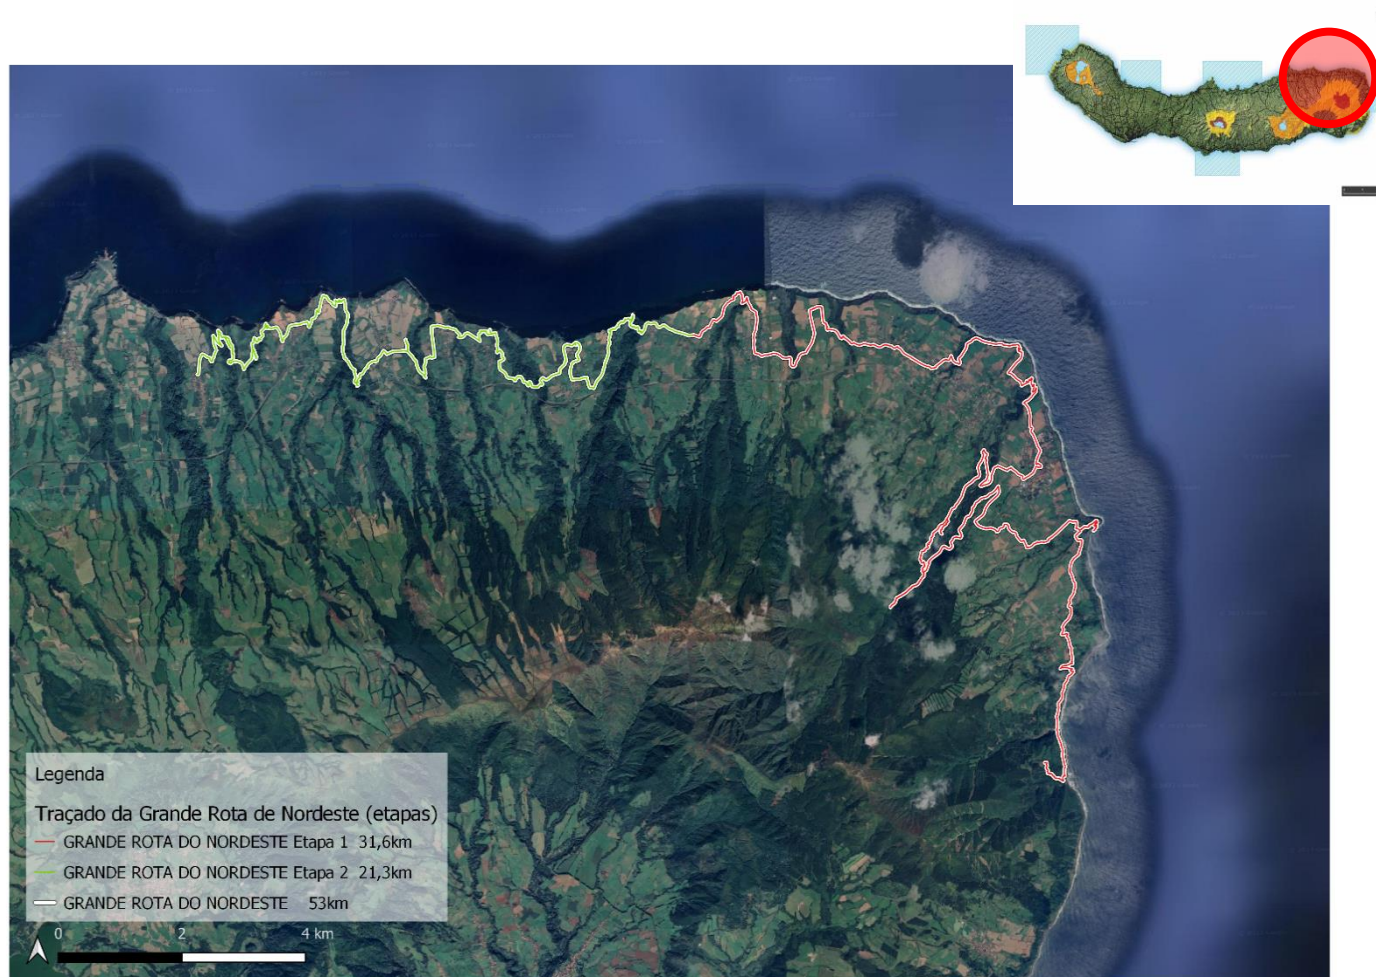 Legenda
Traçado da Grande Rota de Nordeste (etapas)
GRANDE ROTA DO NORDESTE Etapa 1 31,6km
GRANDE ROTA DO NORDESTE Etapa 2 21,3km
GRANDE ROTA DO NORDESTE 53km
0 2 4 km